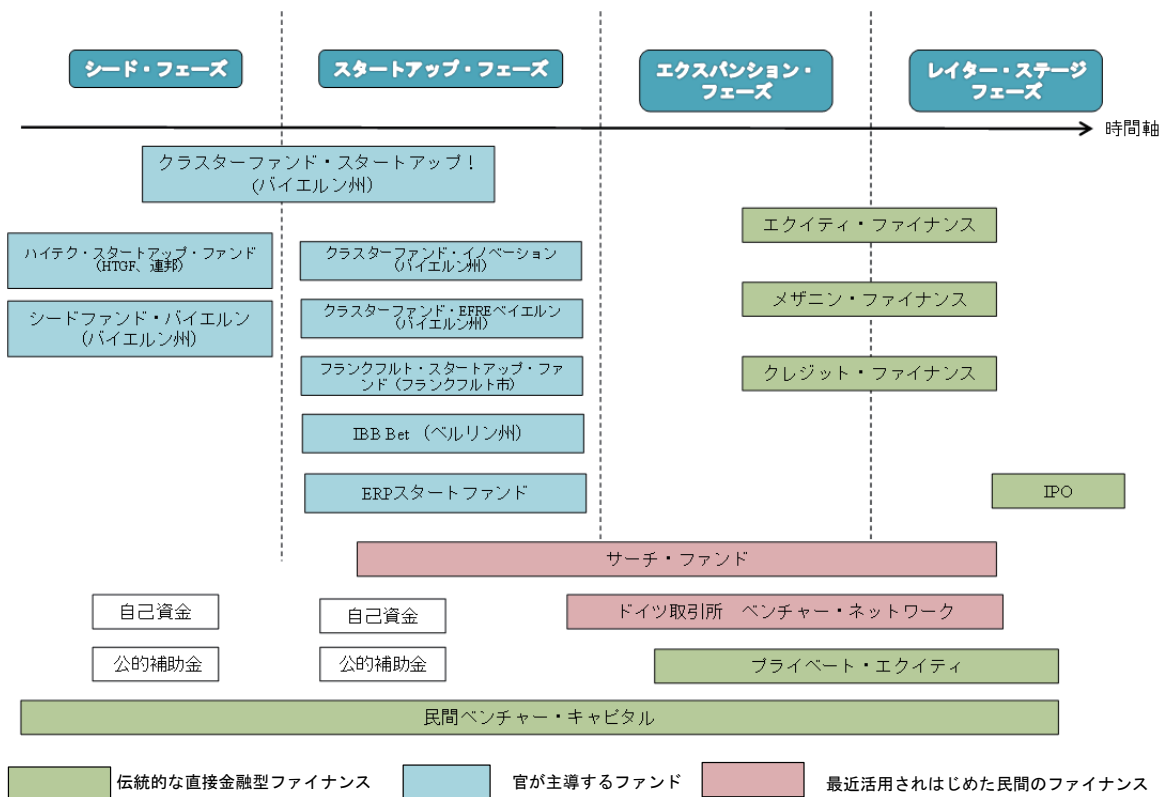 シード・フェーズ
スタートアップ・フェーズ
エクスパンション・
フェーズ
レイター・ステージ
フェーズ
時間軸
クラスターファンド・スタートアップ！
(バイエルン州)
エクイティ・ファイナンス
ハイテク・スタートアップ・ファンド
(HTGF、連邦)
クラスターファンド・イノベーション
(バイエルン州)
メザニン・ファイナンス
シードファンド・バイエルン
(バイエルン州)
クラスターファンド・EFREベイエルン
(バイエルン州)
フランクフルト・スタートアップ・ファ
ンド (フランクフルト市)
クレジット・ファイナンス
IBB Bet (ベルリン州)
ERPスタートファンド
IPO
サーチ・ファンド
自己資金
自己資金
ドイツ取引所　ベンチャー・ネットワーク
公的補助金
公的補助金
プライベート・エクイティ
民間ベンチャー・キャピタル
伝統的な直接金融型ファイナンス
官が主導するファンド
最近活用されはじめた民間のファイナンス